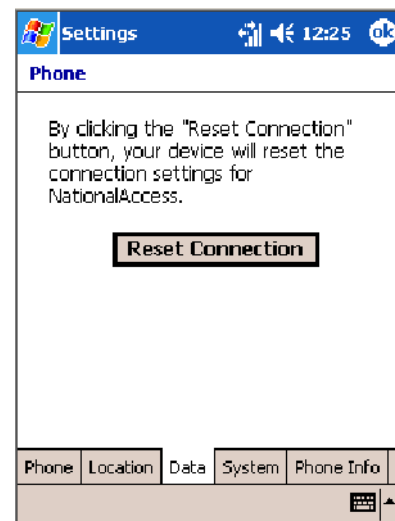 Settings 12:25 ok
Phone
By clicking the "Reset Connection"
button, your device will reset the
connection settings for
NationalAccess.
Reset Connection
Phone Location Data System Phone Info